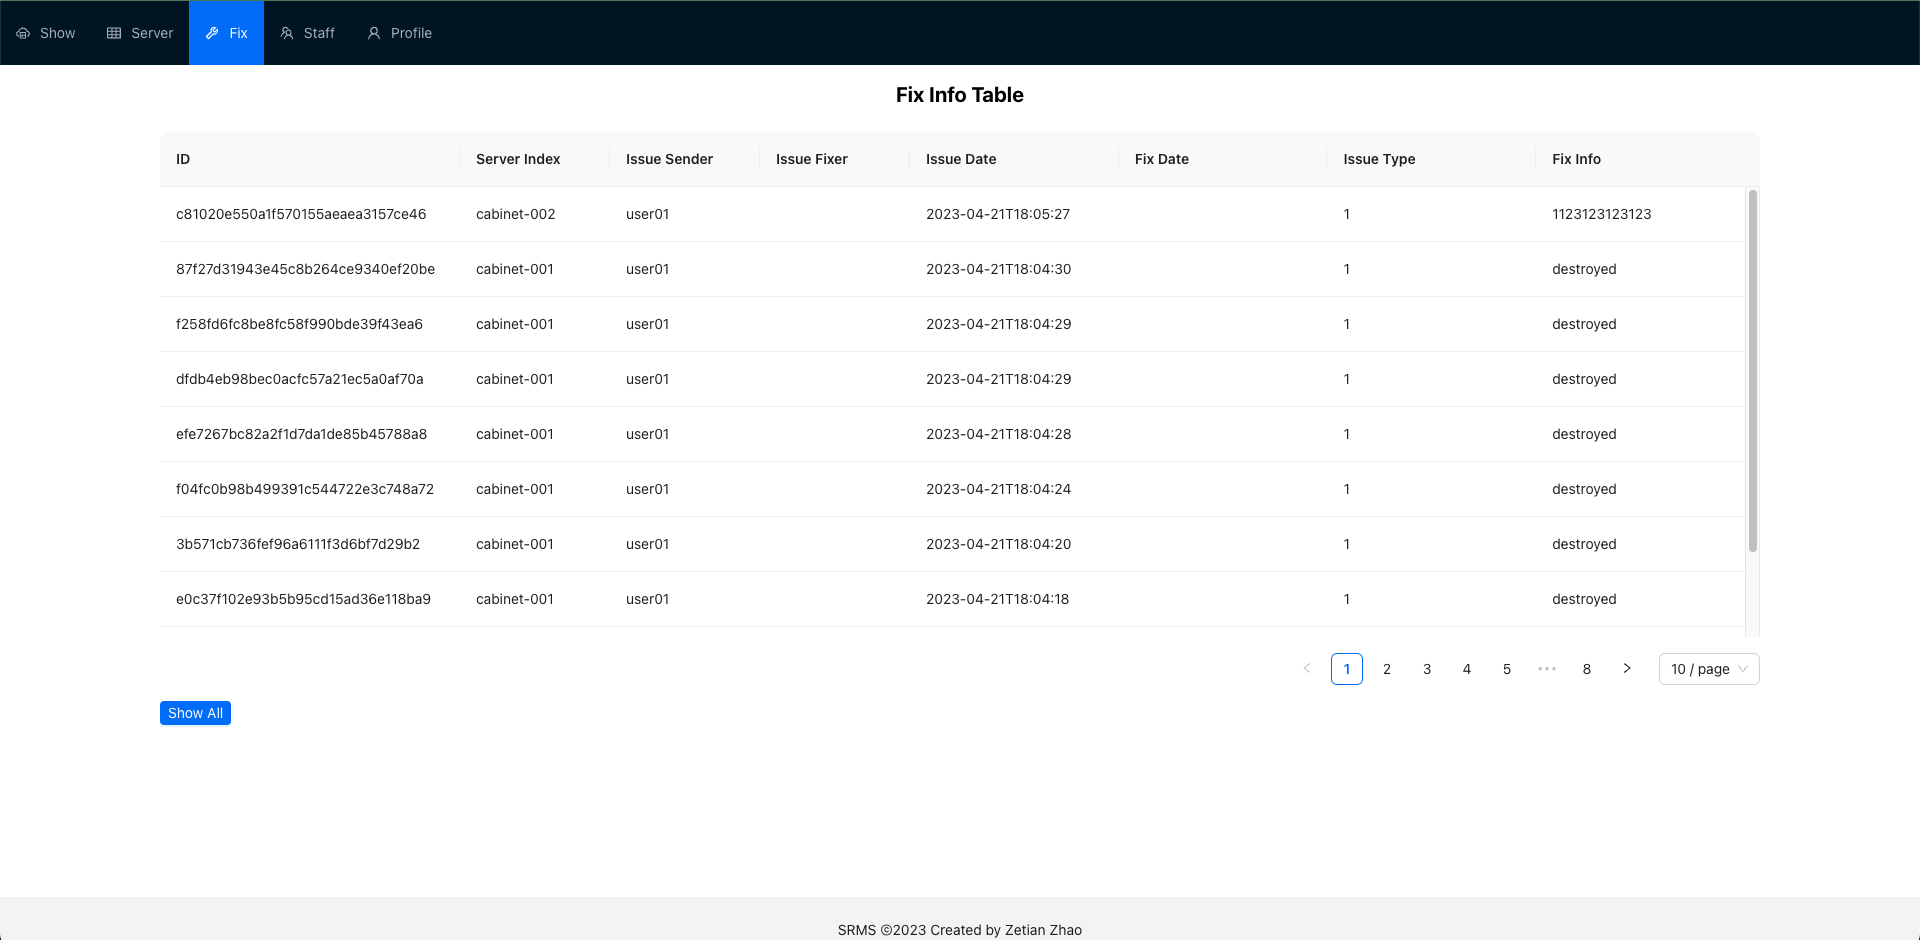 Show Server Fix Staff Profile
Fix Info Table
ID Server Index Issue Sender Issue Fixer Issue Date Fix Date Issue Type Fix Info
c81020e550a1f570155aeaea3157ce46 cabinet-002 user01 2023-04-21T18:05:27 1 1123123123123
87f27d31943e45c8b264ce9340ef20be cabinet-001 user01 2023-04-21T18:04:30 1 destroyed
f258fd6fc8be8fc58f990bde39f43ea6 cabinet-001 user01 2023-04-21T18:04:29 1 destroyed
dfdb4eb98bec0acfc57a21ec5a0af70a cabinet-001 user01 2023-04-21T18:04:29 1 destroyed
efe7267bc82a2f1d7da1de85b45788a8 cabinet-001 user01 2023-04-21T18:04:28 1 destroyed
f04fc0b98b499391c544722e3c748a72 cabinet-001 user01 2023-04-21T18:04:24 1 destroyed
3b571cb736fef96a6111f3d6bf7d29b2 cabinet-001 user01 2023-04-21T18:04:20 1 destroyed
e0c37f102e93b5b95cd15ad36e118ba9 cabinet-001 user01 2023-04-21T18:04:18 1 destroyed
< 1 2 3 4 5 ••• 8 > 10 / page
Show All
SRMS ©2023 Created by Zetian Zhao